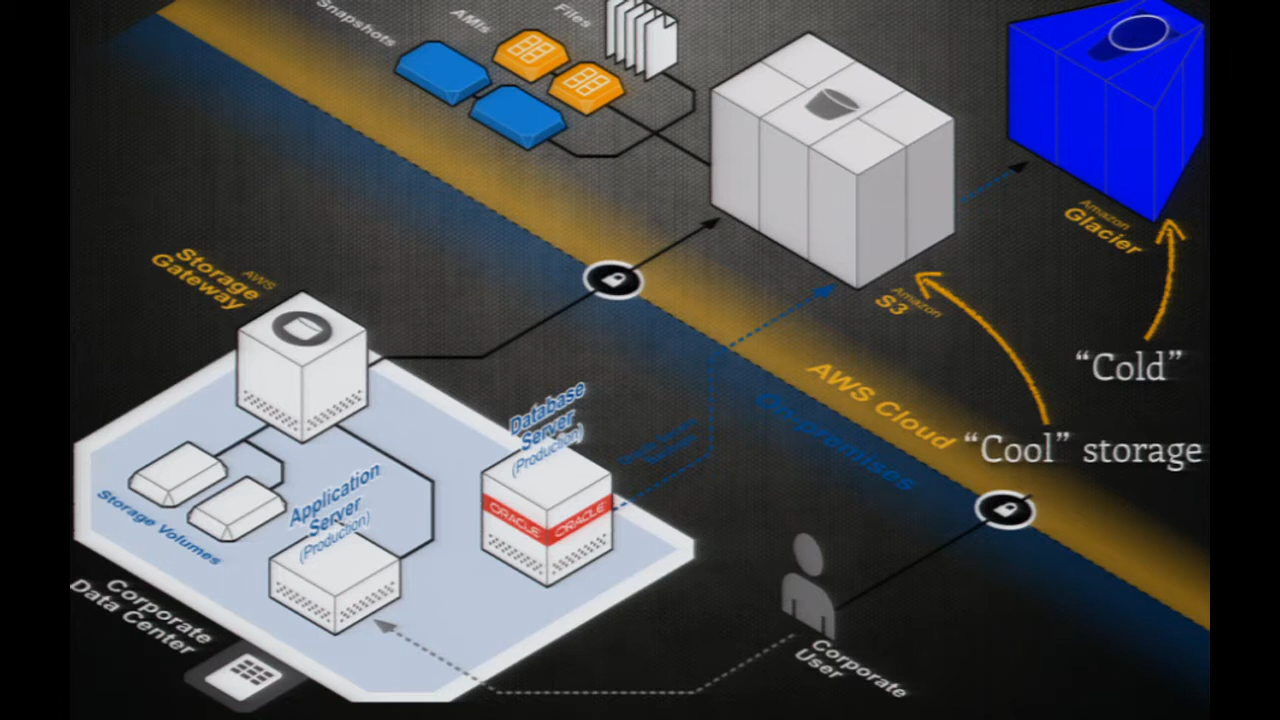 Snapshots
AMIs
Files
Amazon
Glacier
AWS
Storage
Gateway
Amazon
S3
"Cold"
AWS Cloud
On-premises
"Cool" storage
Database
Server
(Production)
ORACLE
ORACLE
Application
Server
(Production)
Storage Volumes
Corporate
Data Center
Corporate
User